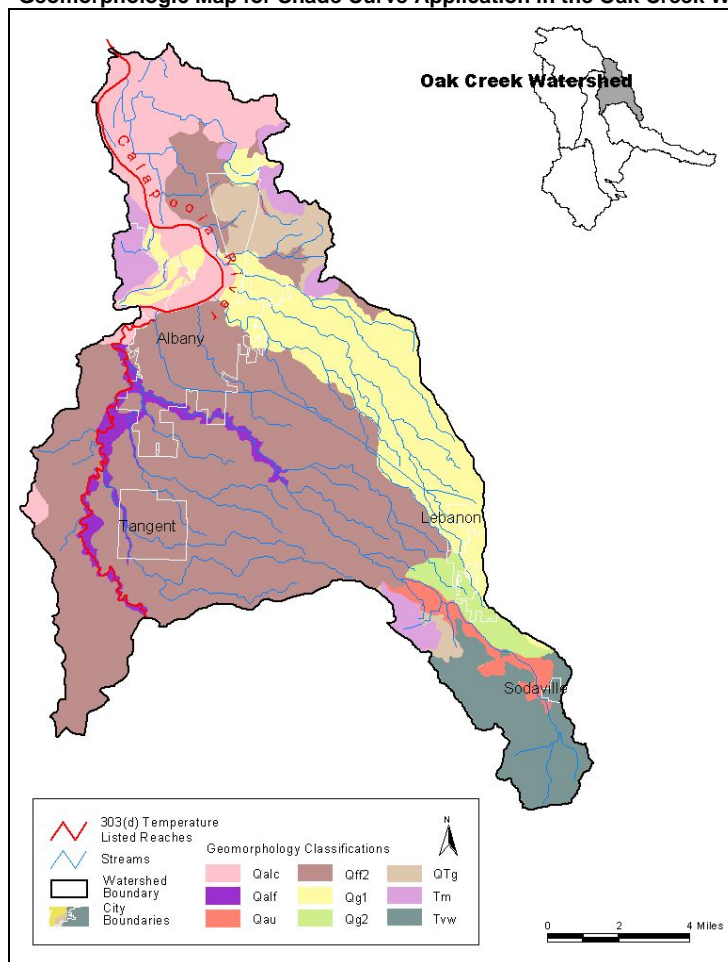 Geomorphologic Map for Shade Curve Application in the Oak Creek W
Oak Creek Watershed
Calapooia River
Albany
Tangent
Lebanon
Sodaville
303(d) Temperature
Listed Reaches
Streams
Watershed
Boundary
City
Boundaries
Geomorphology Classifications
Qalc
Qff2
QTg
Qalf
Qg1
Tm
Qau
Qg2
Tvw
N
0 2 4 Miles